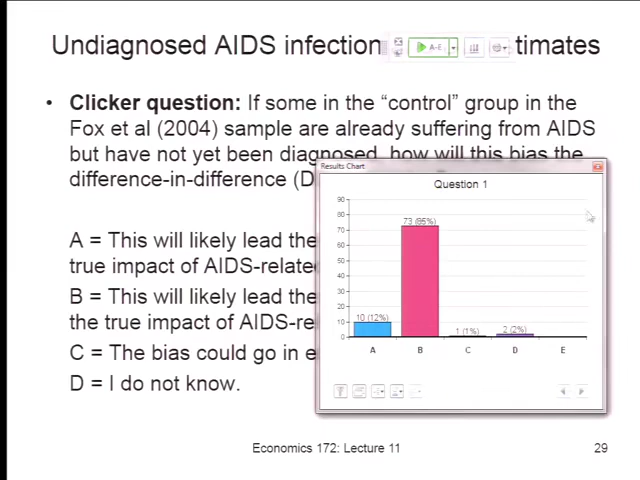 Undiagnosed AIDS infection timates
A-E
• Clicker question: If some in the “control” group in the
Fox et al (2004) sample are already suffering from AIDS
but have not yet been diagnosed, how will this bias the
difference-in-difference (D
A = This will likely lead the
true impact of AIDS-related
B = This will likely lead the
the true impact of AIDS-re
C = The bias could go in e
D = I do not know.
Results Chart
Question 1
90
80
70
60
50
40
30
20
10
0
10 (12%)
73 (85%)
1 (1%)
2 (2%)
A B C D E
Economics 172: Lecture 11
29